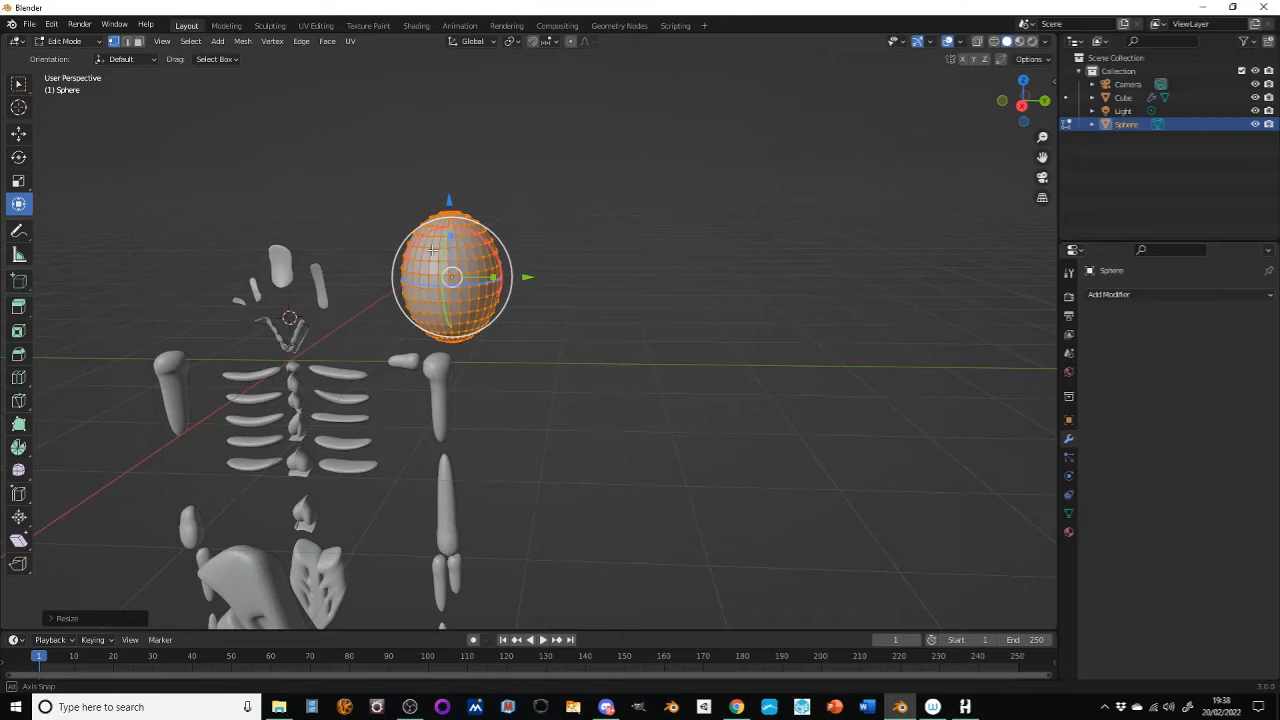 Blender
File Edit Render Window Help Layout Modeling Sculpting UV Editing Texture Paint Shading Animation Rendering Compositing Geometry Nodes Scripting + Scene ViewLayer
Edit Mode View Select Add Mesh Vertex Edge Face UV Global
Orientation: Default Drag: Select Box X Y Z Options
User Perspective
(1) Sphere
Scene Collection
Collection
Camera
Cube
Light
Sphere
Z
Y
X
Sphere
Add Modifier
Resize
Playback Keying View Marker 1 Start 1 End 250
1 10 20 30 40 50 60 70 80 90 100 110 120 130 140 150 160 170 180 190 200 210 220 230 240 250
Alt Axis Snap 3.0.0
Type here to search
19:38
20/02/2022